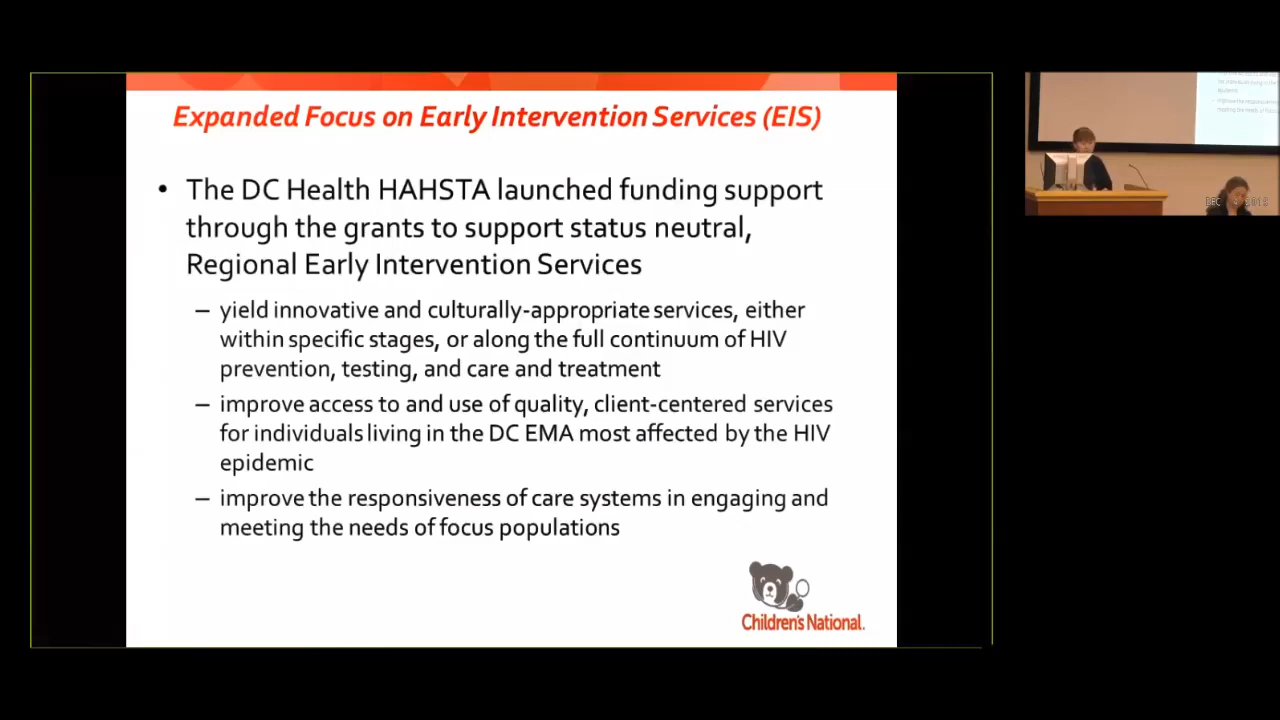 Expanded Focus on Early Intervention Services (EIS)
• The DC Health HAHSTA launched funding support
through the grants to support status neutral,
Regional Early Intervention Services
– yield innovative and culturally-appropriate services, either
within specific stages, or along the full continuum of HIV
prevention, testing, and care and treatment
– improve access to and use of quality, client-centered services
for individuals living in the DC EMA most affected by the HIV
epidemic
– improve the responsiveness of care systems in engaging and
meeting the needs of focus populations
Children's National.
epidemic
DEC 4